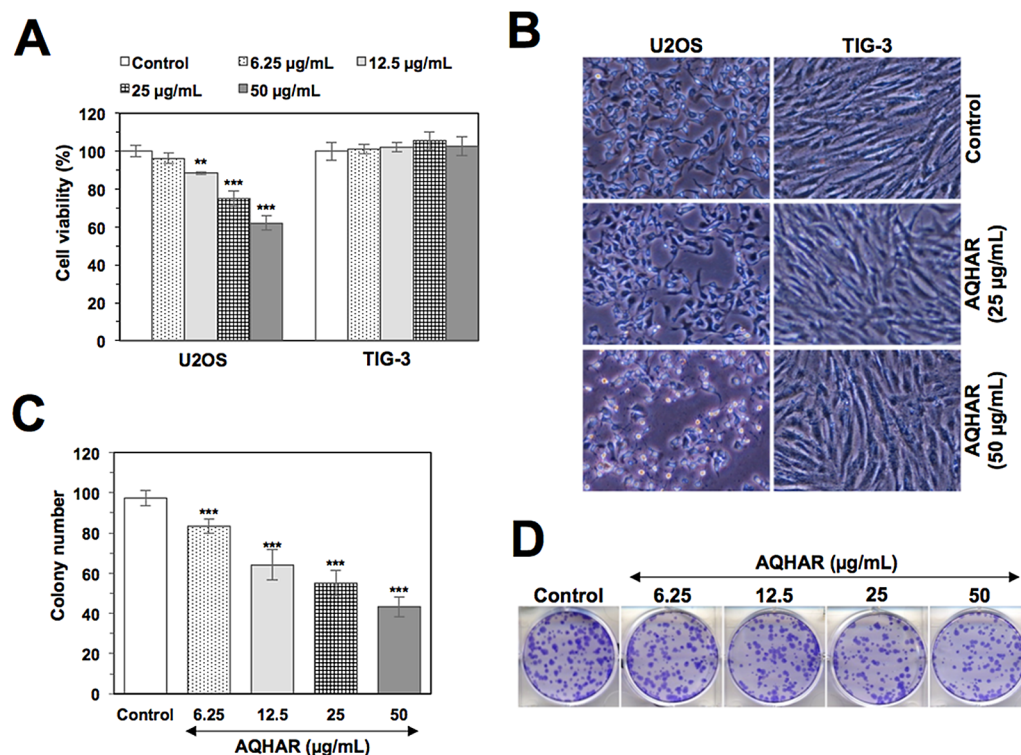 A
Control 6.25 µg/mL 12.5 µg/mL
25 µg/mL 50 µg/mL
Cell viability (%)
120
100
80
60
40
20
0
**
***
***
U2OS TIG-3
B
U2OS TIG-3
Control
AQHAR
(25 µg/mL)
AQHAR
(50 µg/mL)
C
Colony number
120
100
80
60
40
20
0
***
***
***
***
Control 6.25 12.5 25 50
AQHAR (µg/mL)
D
AQHAR (µg/mL)
Control 6.25 12.5 25 50